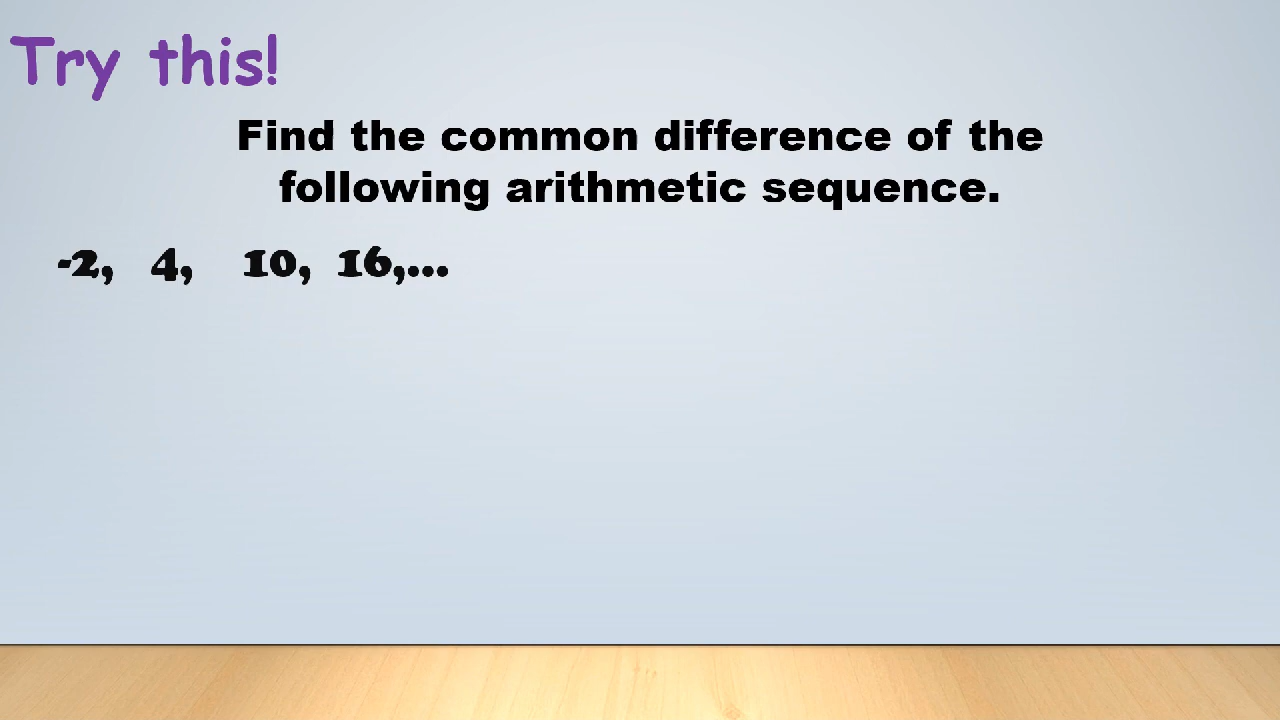 Try this!
Find the common difference of the
following arithmetic sequence.
-2, 4, 10, 16,...